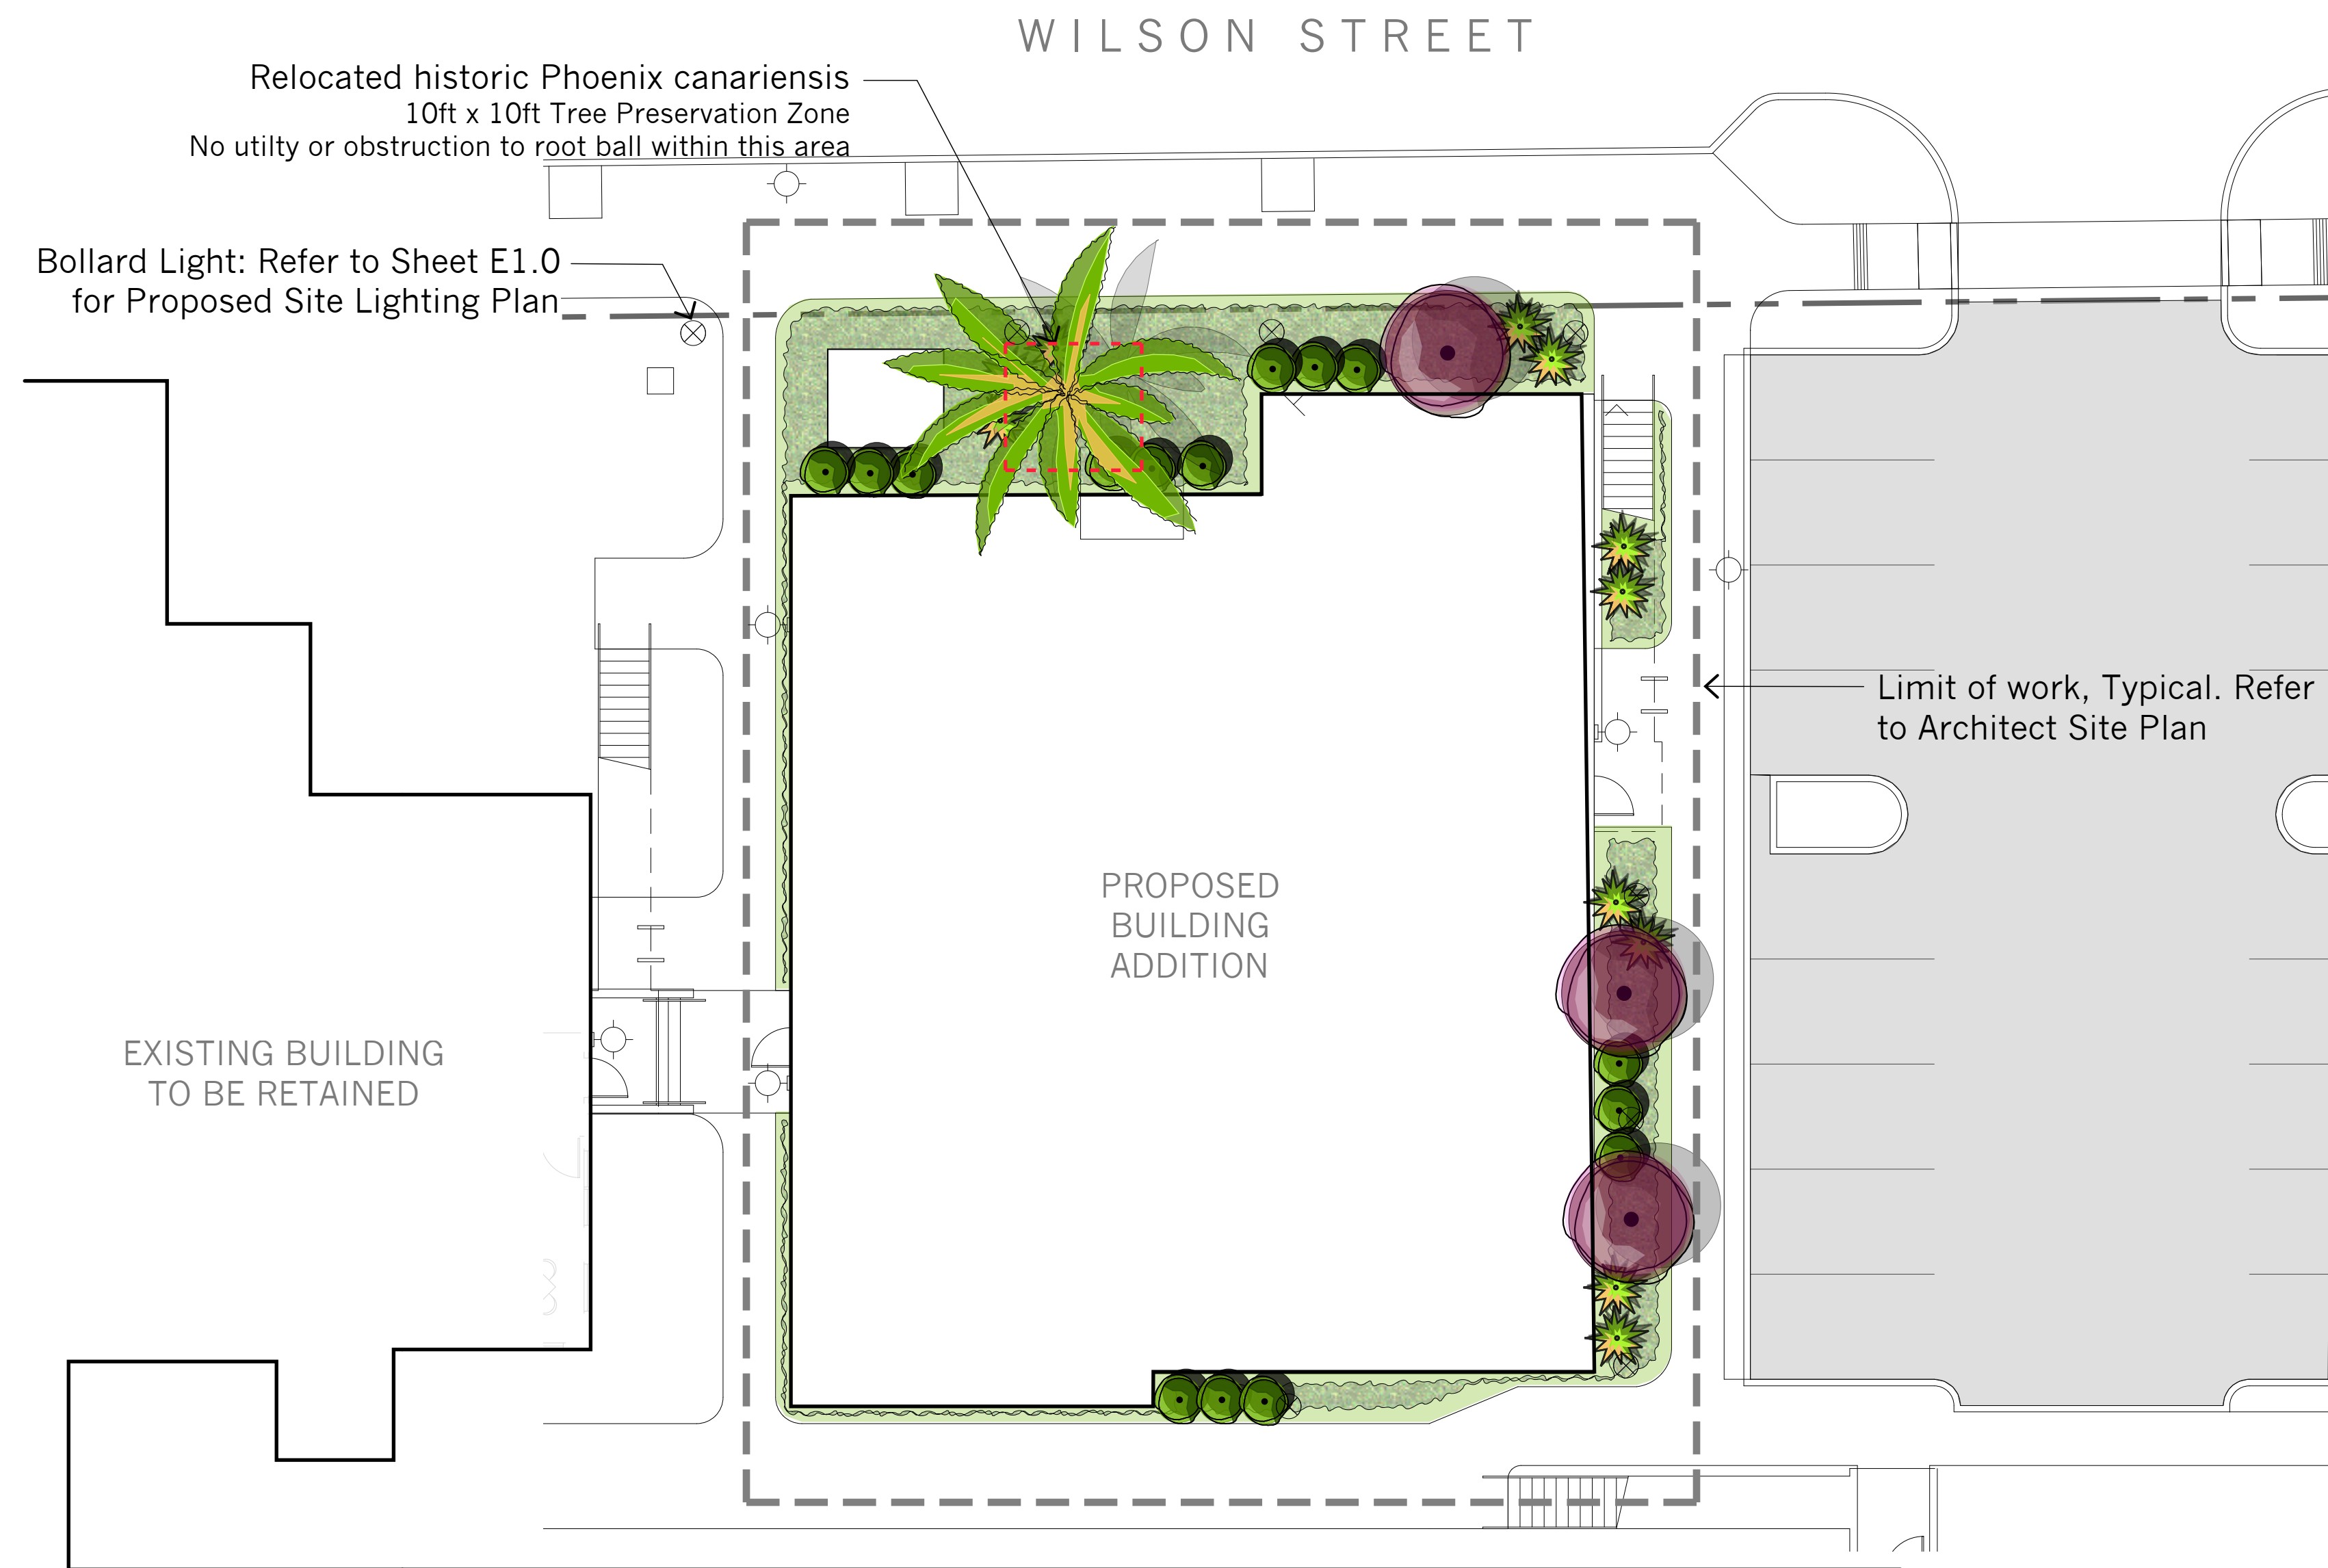 WILSON STREET
Relocated historic Phoenix canariensis
10ft x 10ft Tree Preservation Zone
No utilty or obstruction to root ball within this area
Bollard Light: Refer to Sheet E1.0
for Proposed Site Lighting Plan
Limit of work, Typical. Refer
to Architect Site Plan
PROPOSED
BUILDING
ADDITION
EXISTING BUILDING
TO BE RETAINED